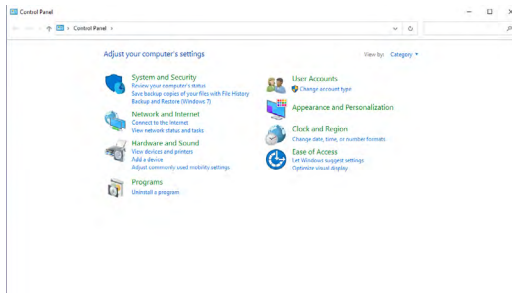 Control Panel
Control Panel
Adjust your computer's settings
View by: Category
System and Security
Review your computer's status
Save backup copies of your files with File History
Backup and Restore (Windows 7)
Network and Internet
Connect to the Internet
View network status and tasks
Hardware and Sound
View devices and printers
Add a device
Adjust commonly used mobility settings
Programs
Uninstall a program
User Accounts
Change account type
Appearance and Personalization
Clock and Region
Change date, time, or number formats
Ease of Access
Let Windows suggest settings
Optimize visual display